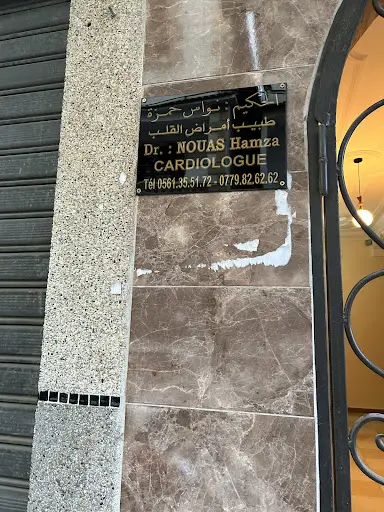 الحكيم : نواس حمزة
طبيب أمراض القلب
Dr. : NOUAS Hamza
CARDIOLOGUE
Tél 0561.35.51.72 - 0779.82.62.62